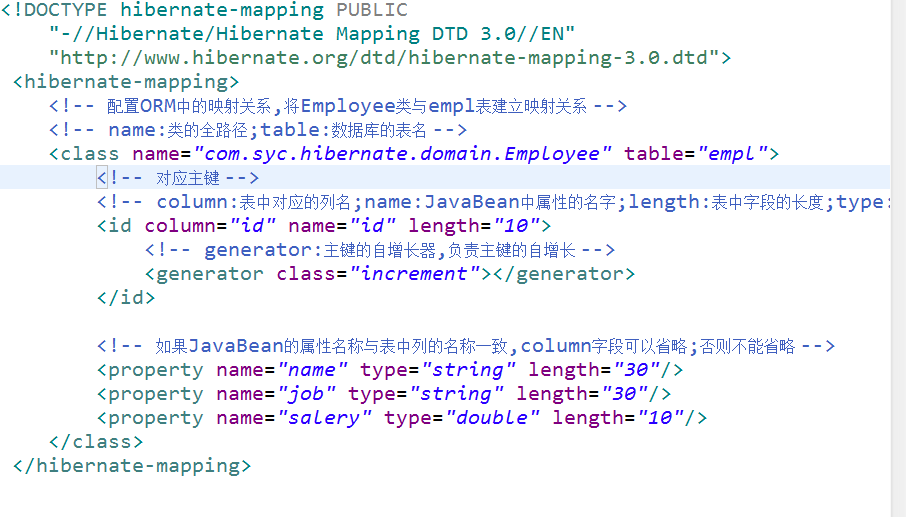 <!DOCTYPE hibernate-mapping PUBLIC
"-//Hibernate/Hibernate Mapping DTD 3.0//EN"
"http://www.hibernate.org/dtd/hibernate-mapping-3.0.dtd">
<hibernate-mapping>
<!-- 配置ORM中的映射关系,将Employee类与empl表建立映射关系 -->
<!-- name:类的全路径;table:数据库的表名 -->
<class name="com.syc.hibernate.domain.Employee" table="empl">
<!-- 对应主键 -->
<!-- column:表中对应的列名;name:JavaBean中属性的名字;length:表中字段的长度;type:
<id column="id" name="id" length="10">
<!-- generator:主键的自增长器,负责主键的自增长 -->
<generator class="increment"></generator>
</id>
<!-- 如果JavaBean的属性名称与表中列的名称一致,column字段可以省略;否则不能省略 -->
<property name="name" type="string" length="30"/>
<property name="job" type="string" length="30"/>
<property name="salery" type="double" length="10"/>
</class>
</hibernate-mapping>